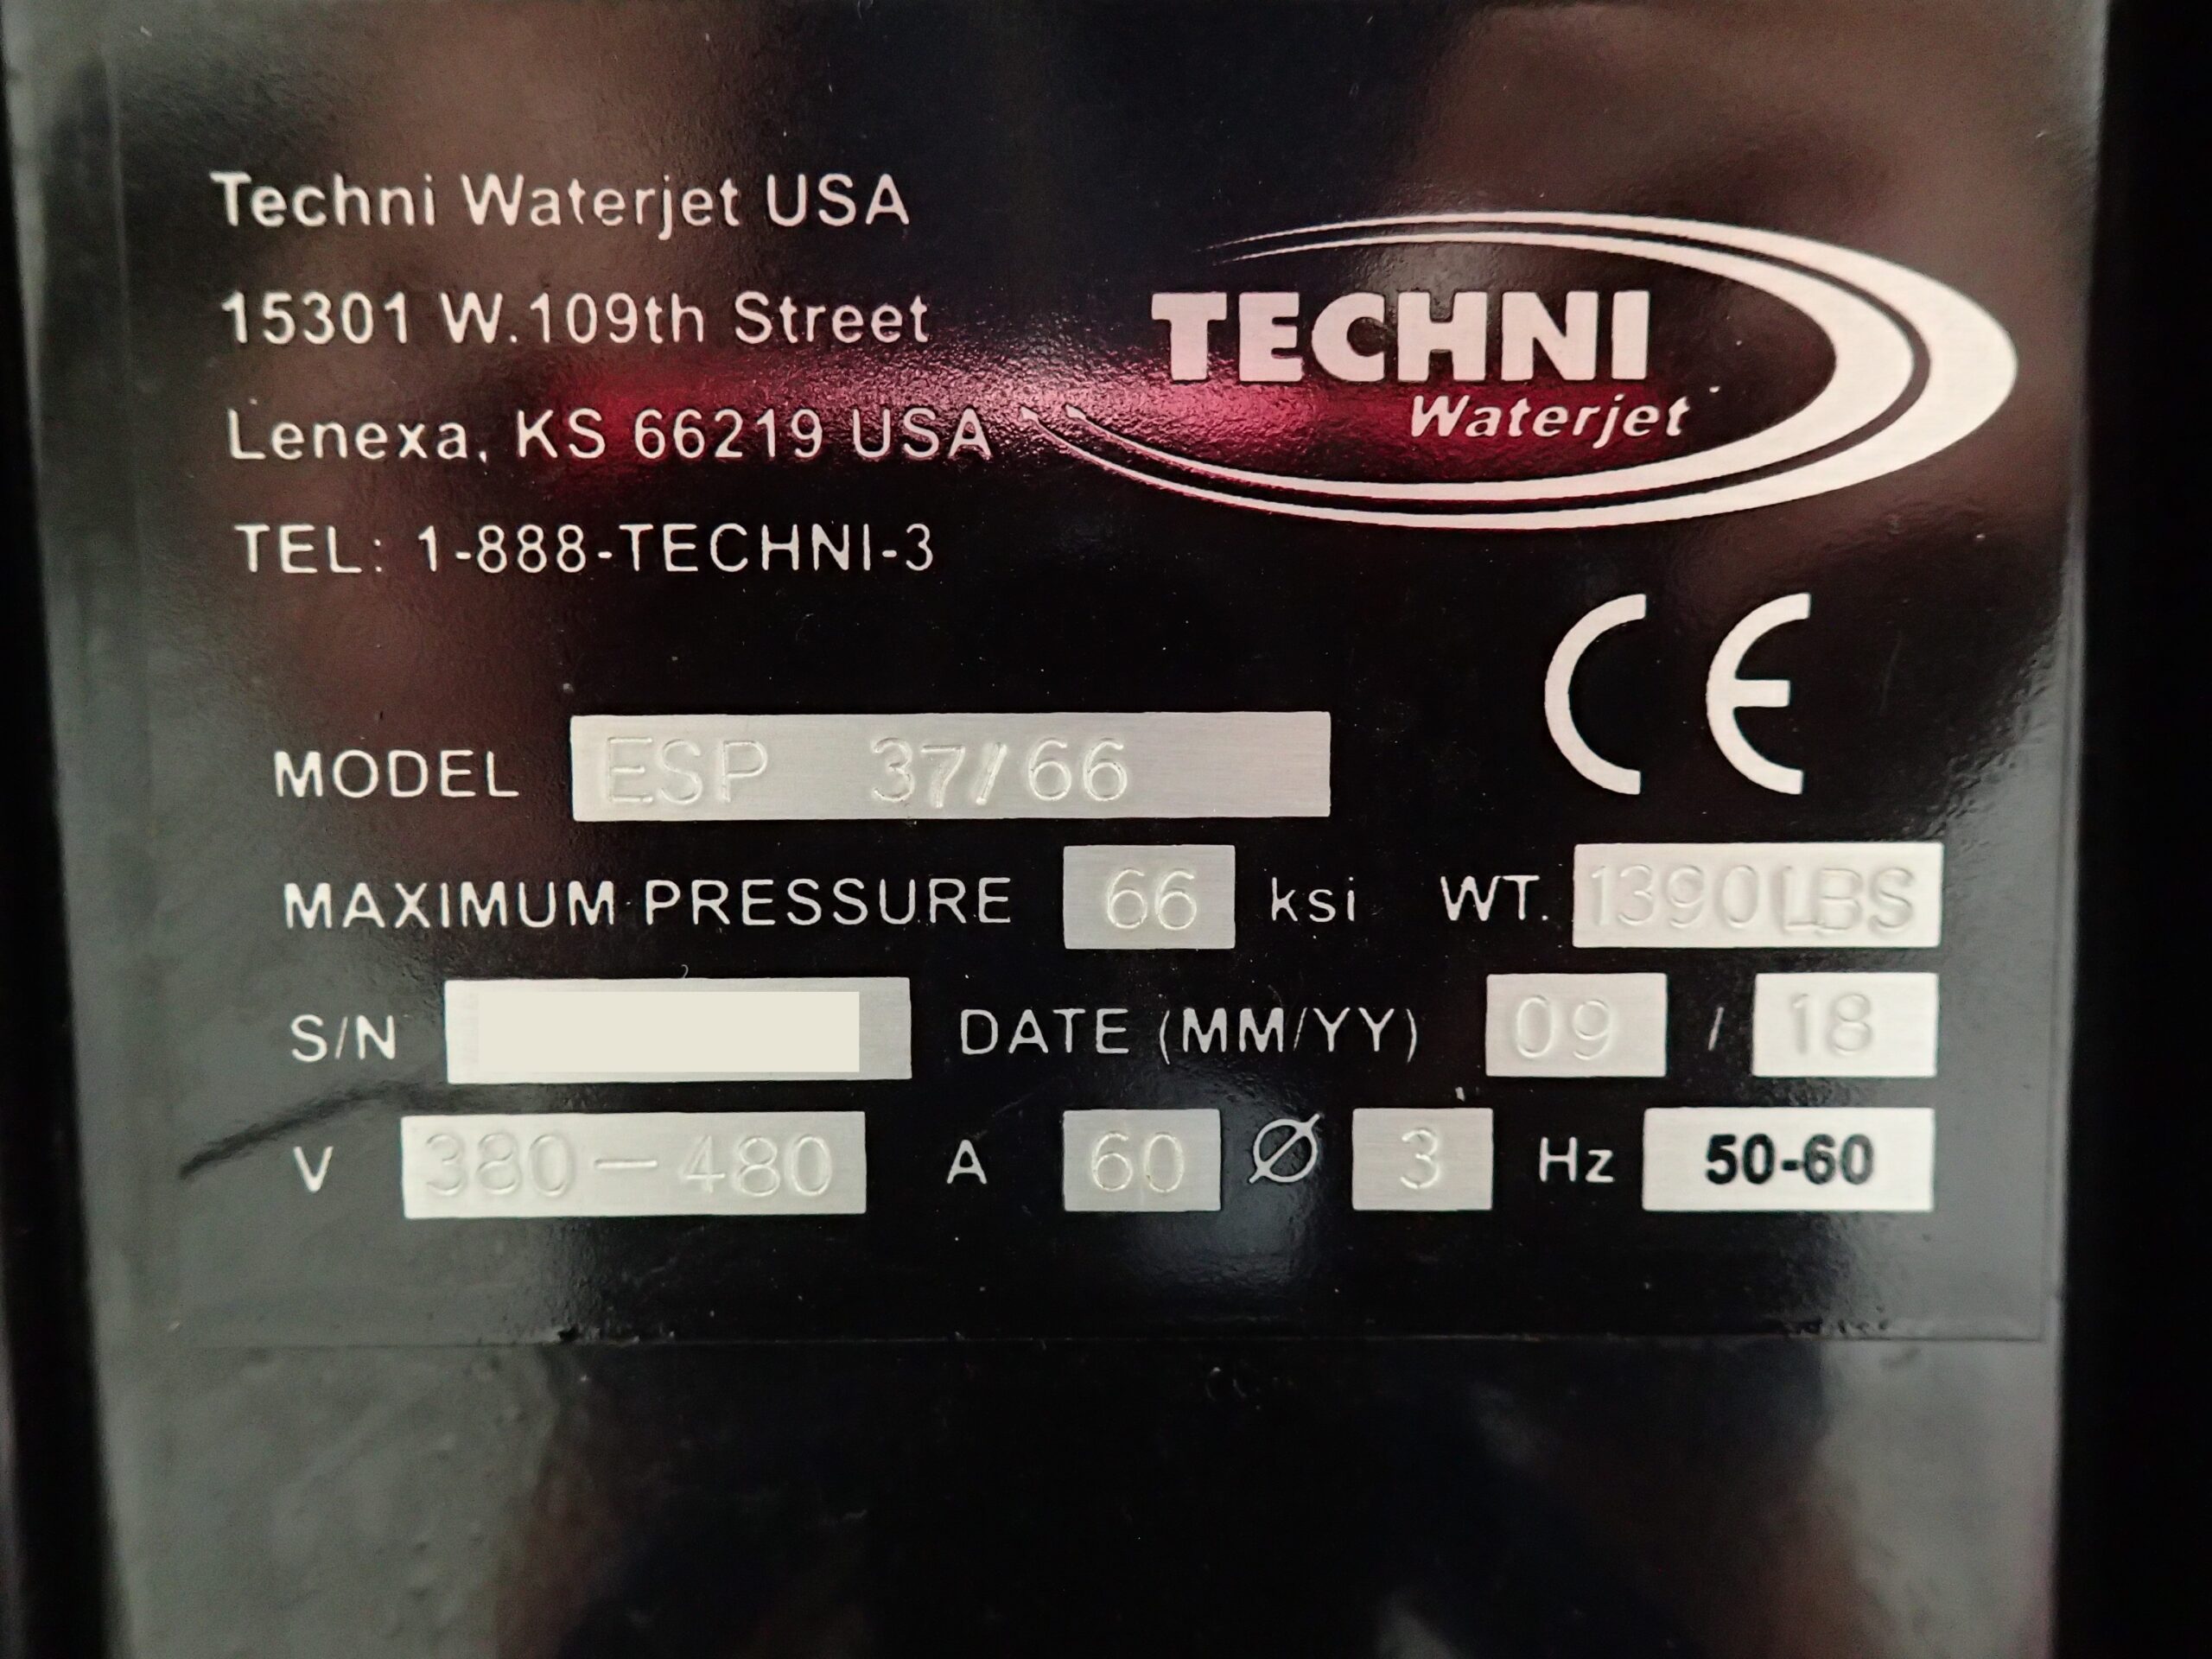 Techni Waterjet USA
15301 W.109th Street
Lenexa, KS 66219 USA
TEL: 1-888-TECHNI-3
TECHNI
Waterjet
CE
MODEL ESP 37/66
MAXIMUM PRESSURE 66 ksi WT. 1390LBS
S/N DATE (MM/YY) 09 / 18
V 380-480 A 60 Ø 3 Hz 50-60